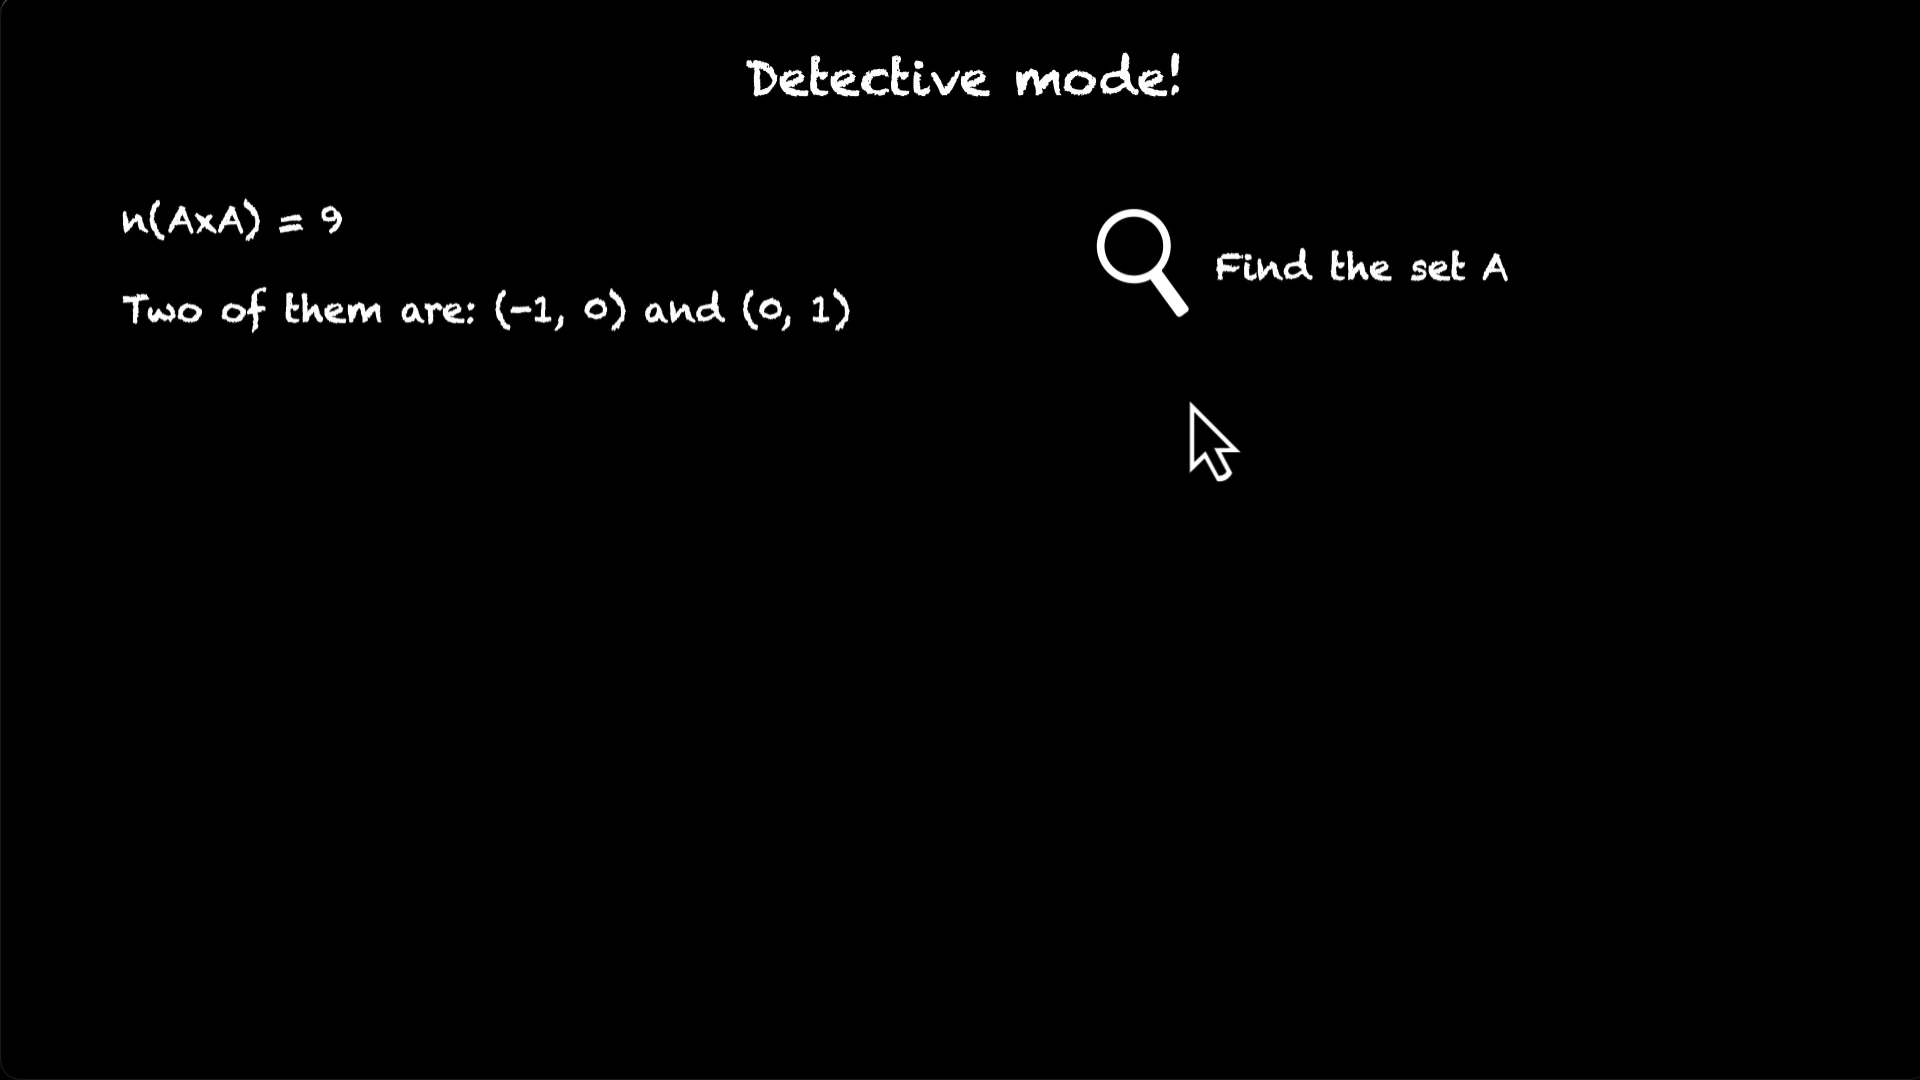 Detective mode!
n(AxA) = 9
Two of them are: (-1, 0) and (0, 1)
Find the set A